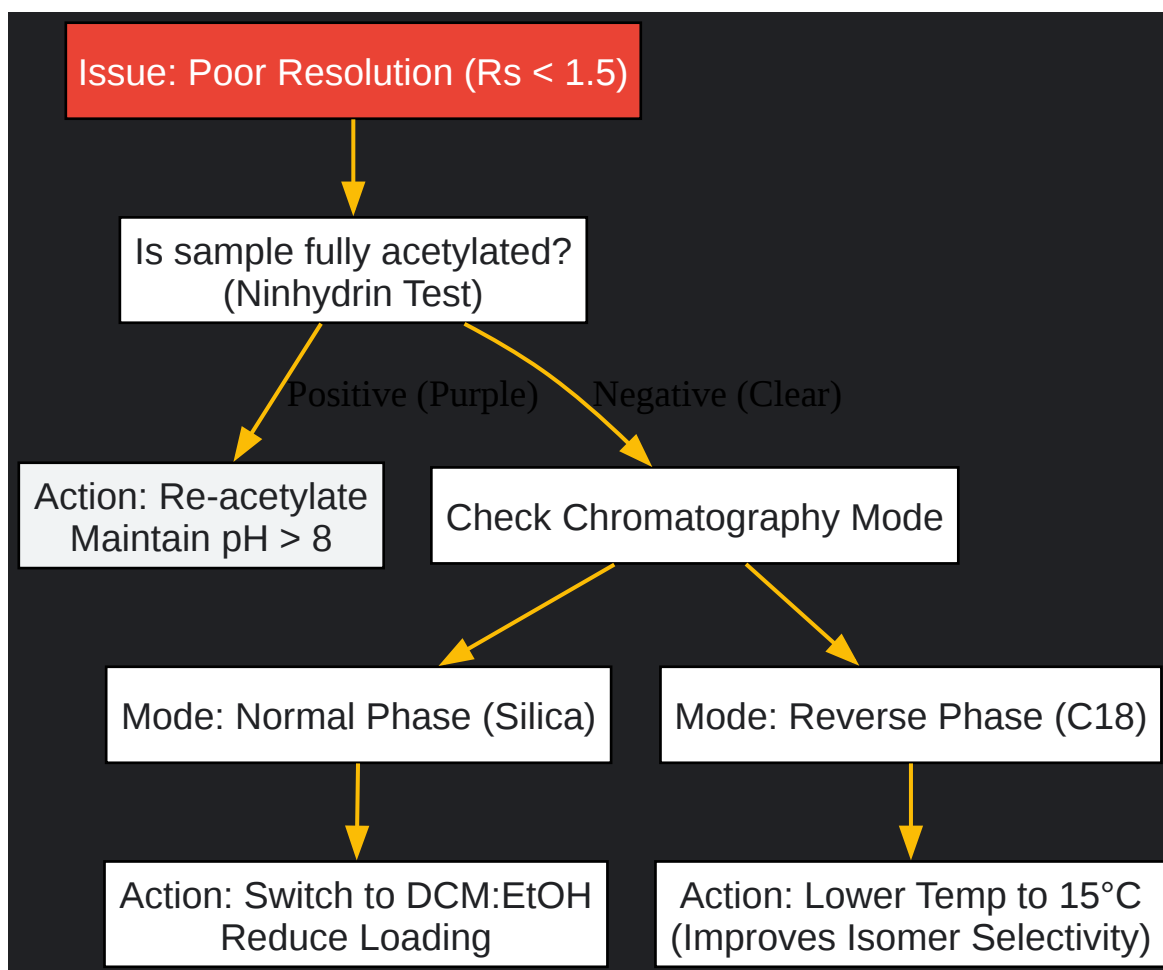 Issue: Poor Resolution (Rs < 1.5)
Is sample fully acetylated?
(Ninhydrin Test)
Positive (Purple)
Negative (Clear)
Action: Re-acetylate
Maintain pH > 8
Check Chromatography Mode
Mode: Normal Phase (Silica)
Mode: Reverse Phase (C18)
Action: Switch to DCM:EtOH
Reduce Loading
Action: Lower Temp to 15°C
(Improves Isomer Selectivity)